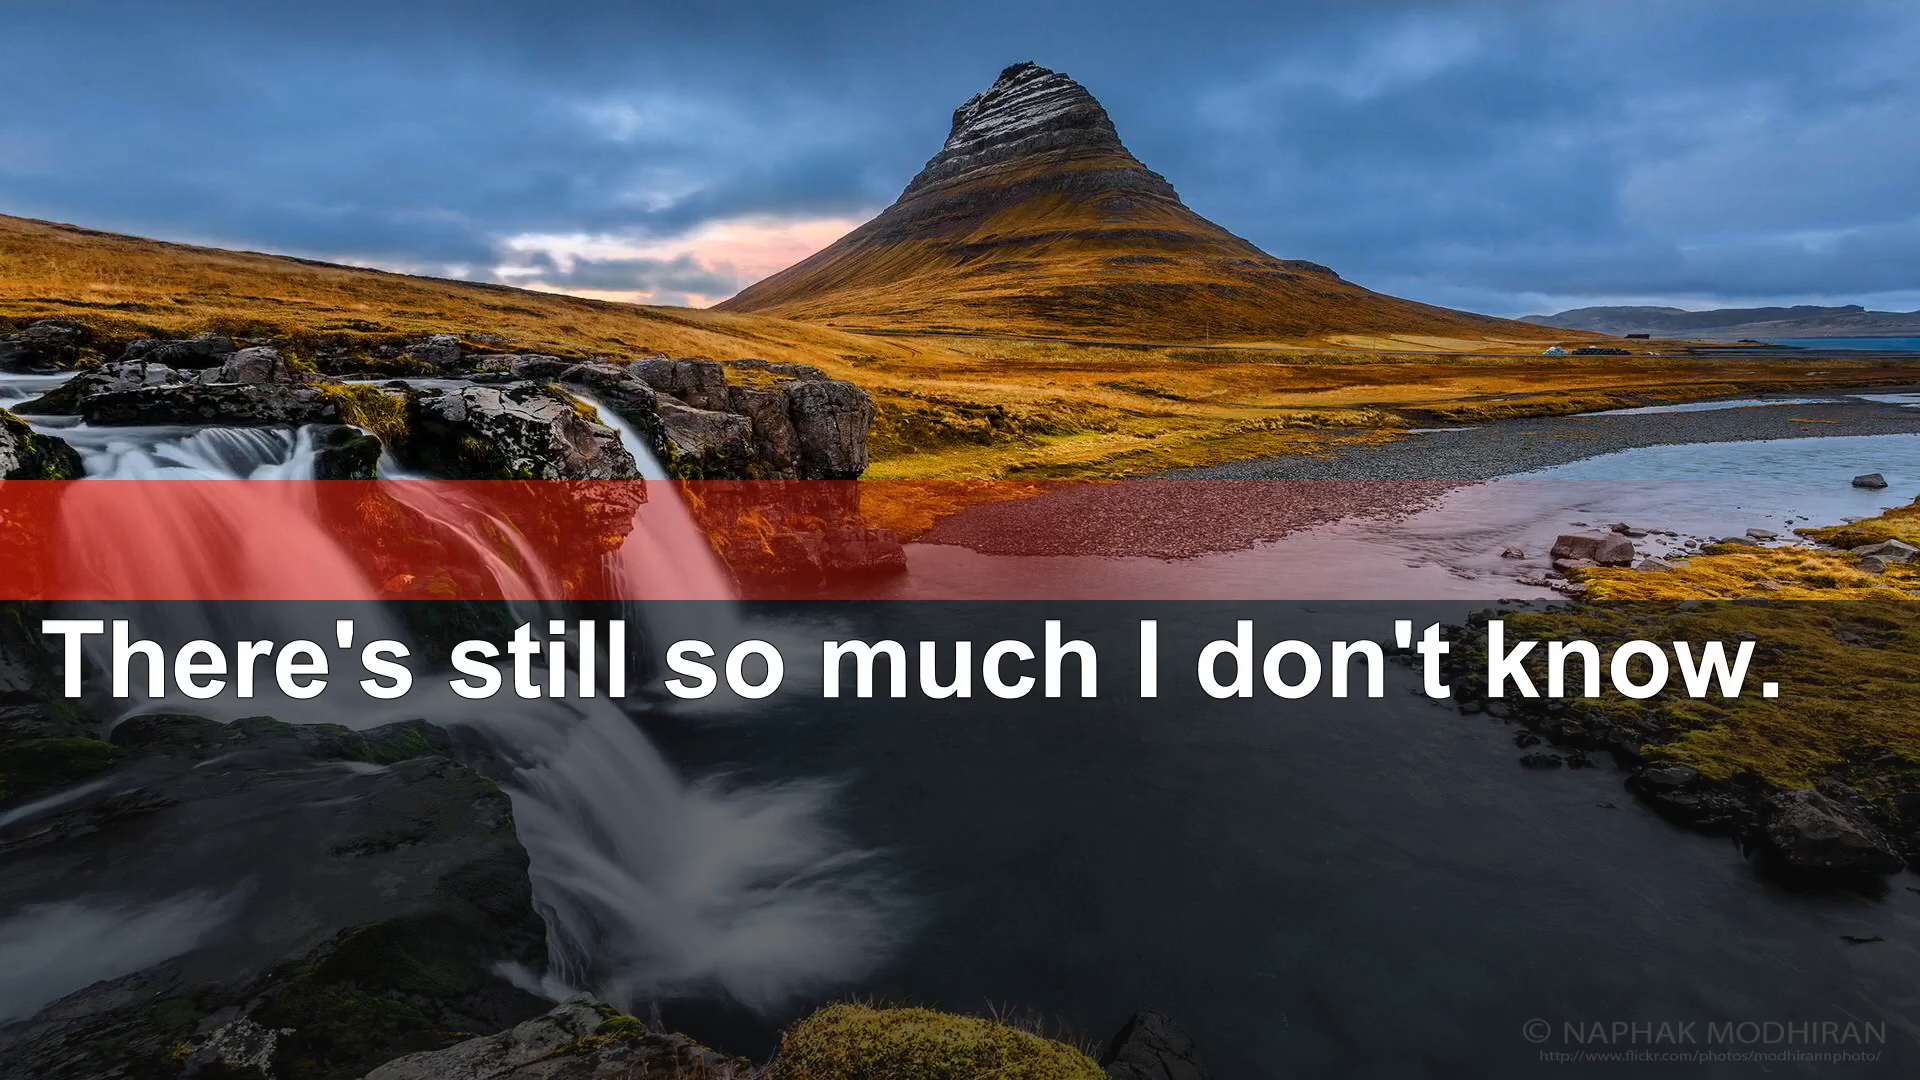 There's still so much I don't know.
© NAPHAK MODHIRAN
http://www.flickr.com/photos/modhirannphoto/